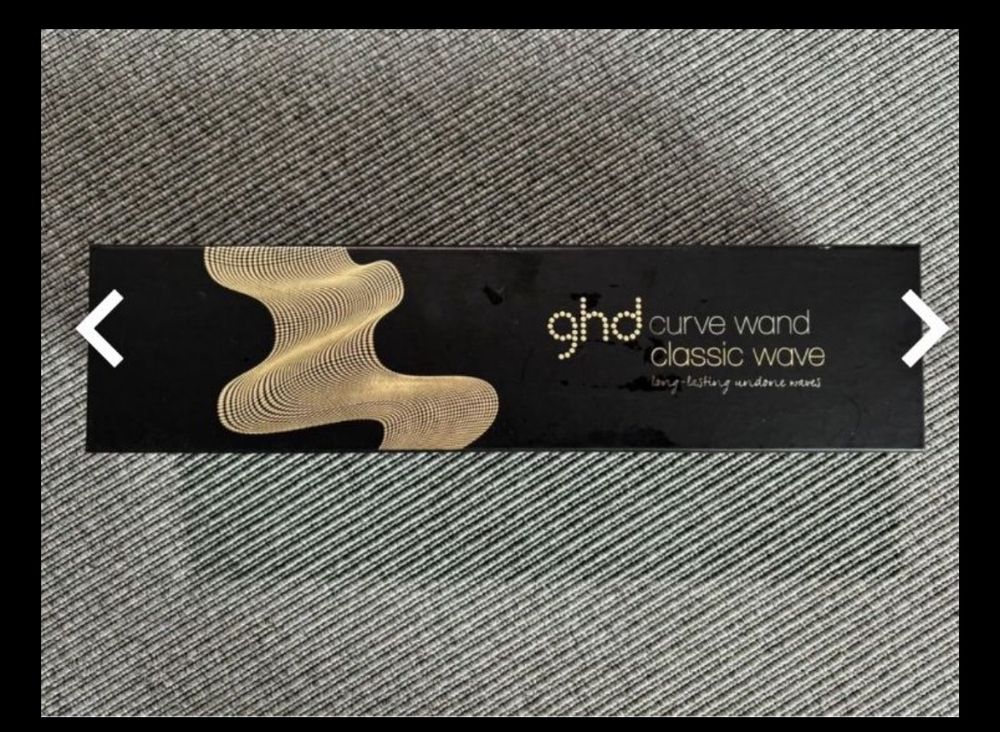 ghd curve wand
classic wave
long-lasting undone waves